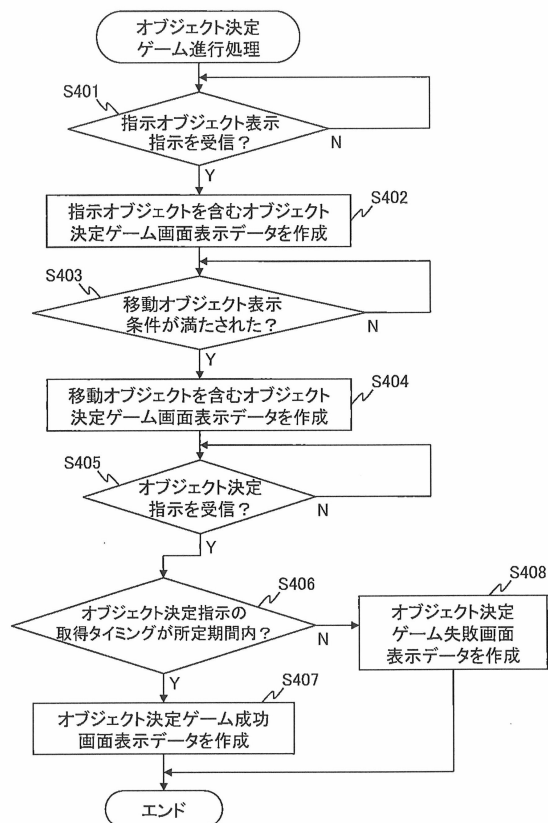 オブジェクト決定
ゲーム進行処理
S401
指示オブジェクト表示
指示を受信？
N
Y
指示オブジェクトを含むオブジェクト
決定ゲーム画面表示データを作成
S402
S403
移動オブジェクト表示
条件が満たされた？
N
Y
移動オブジェクトを含むオブジェクト
決定ゲーム画面表示データを作成
S404
S405
オブジェクト決定
指示を受信？
N
Y
S406
オブジェクト決定指示の
取得タイミングが所定期間内？
N
Y
S408
オブジェクト決定
ゲーム失敗画面
表示データを作成
S407
オブジェクト決定ゲーム成功
画面表示データを作成
エンド